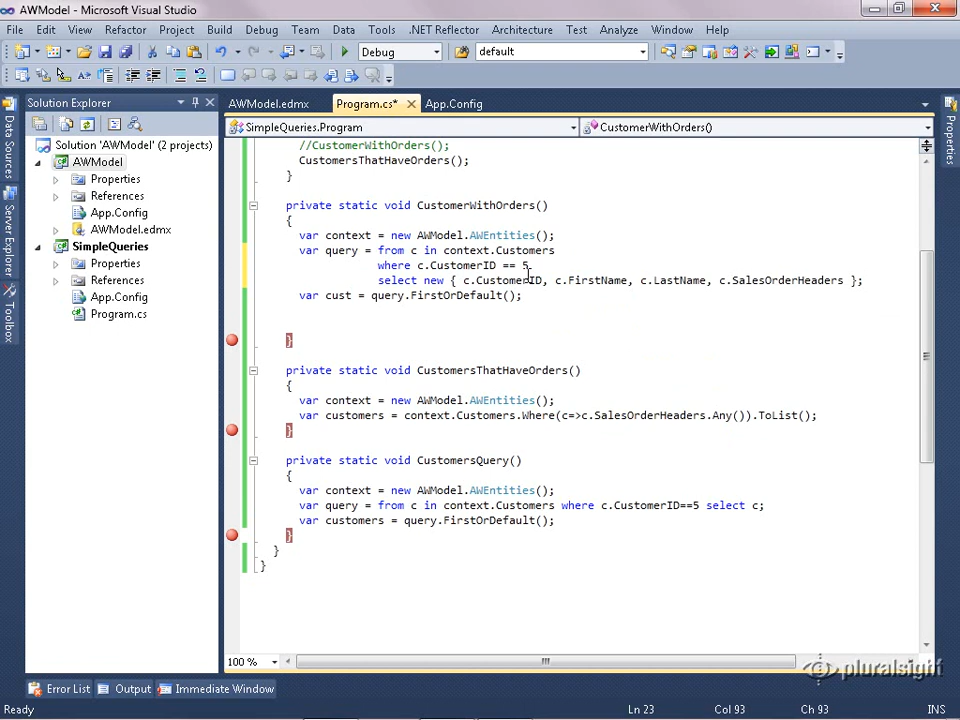 AWModel - Microsoft Visual Studio
File Edit View Refactor Project Build Debug Team Data Tools .NET Reflector Architecture Test Analyze Window Help
Debug default
Solution Explorer
AWModel.edmx Program.cs* App.Config
SimpleQueries.Program CustomerWithOrders()
Data Sources
Server Explorer
Toolbox
Properties
Solution 'AWModel' (2 projects)
AWModel
Properties
References
App.Config
AWModel.edmx
SimpleQueries
Properties
References
Program.cs
//CustomerWithOrders();
CustomersThatHaveOrders();
}
private static void CustomerWithOrders()
{
var context = new AWModel.AWEntities();
var query = from c in context.Customers
where c.CustomerID == 5
select new { c.CustomerID, c.FirstName, c.LastName, c.SalesOrderHeaders };
var cust = query.FirstOrDefault();
}
private static void CustomersThatHaveOrders()
{
var context = new AWModel.AWEntities();
var customers = context.Customers.Where(c=>c.SalesOrderHeaders.Any()).ToList();
}
private static void CustomersQuery()
{
var context = new AWModel.AWEntities();
var query = from c in context.Customers where c.CustomerID==5 select c;
var customers = query.FirstOrDefault();
}
}
}
100 %
pluralsight
Error List Output Immediate Window
Ready Ln 23 Col 93 Ch 93 INS